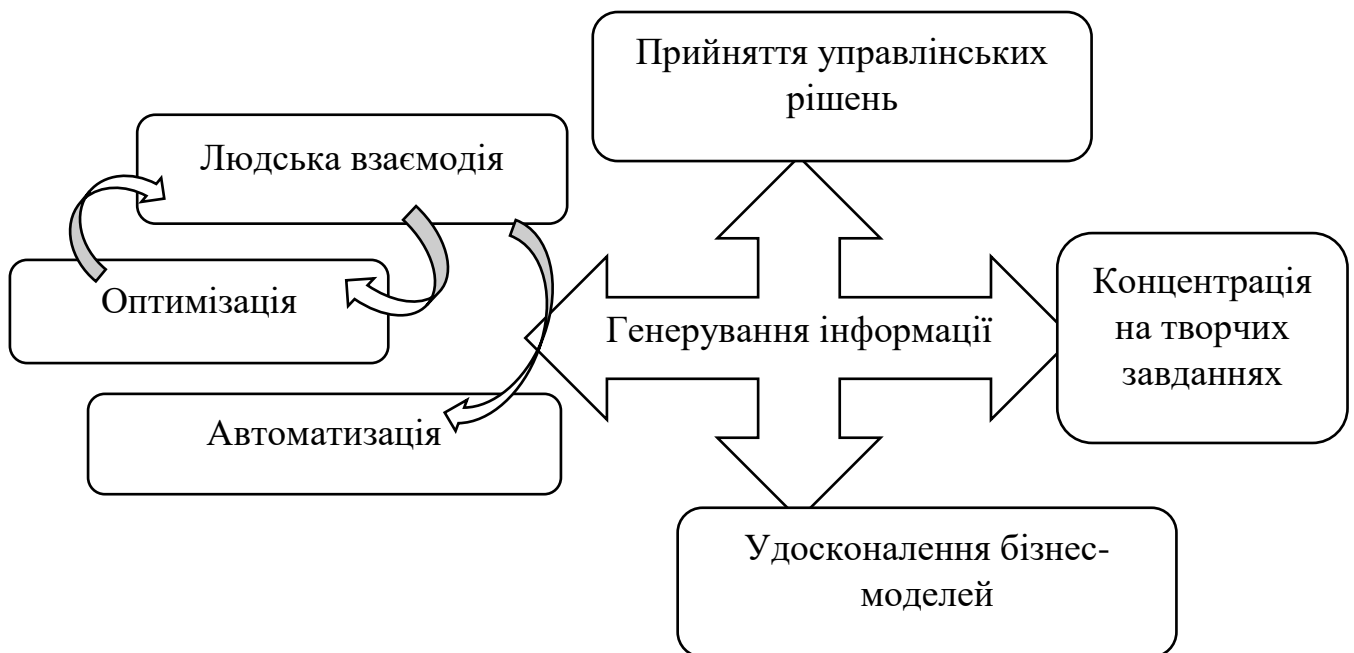 Прийняття управлінських
рішень
Людська взаємодія
Оптимізація
Автоматизація
Генерування інформації
Концентрація
на творчих
завданнях
Удосконалення бізнес-
моделей